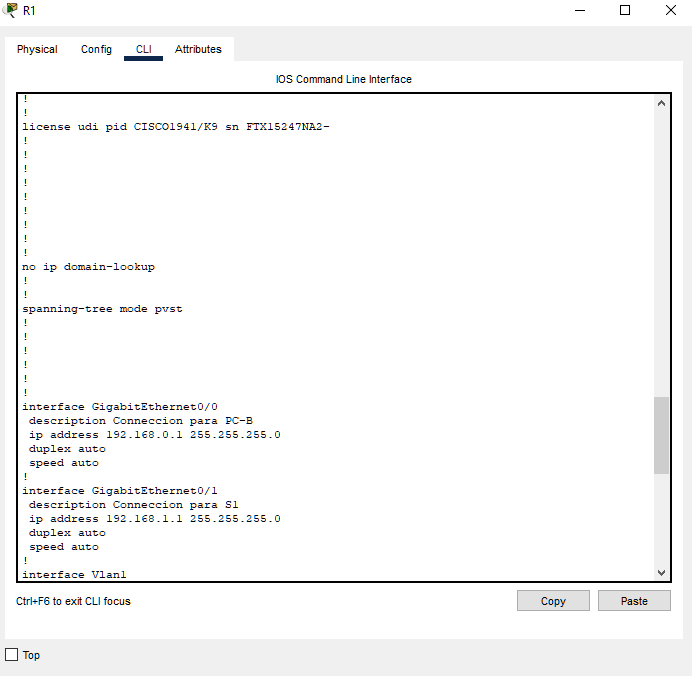 R1
Physical Config CLI Attributes
IOS Command Line Interface
!
!
license udi pid CISCO1941/K9 sn FTX15247NA2-
!
!
!
!
!
!
!
!
!
no ip domain-lookup
!
!
spanning-tree mode pvst
!
!
!
!
!
!
interface GigabitEthernet0/0
 description Conneccion para PC-B
 ip address 192.168.0.1 255.255.255.0
 duplex auto
 speed auto
!
interface GigabitEthernet0/1
 description Conneccion para S1
 ip address 192.168.1.1 255.255.255.0
 duplex auto
 speed auto
!
interface Vlan1
Ctrl+F6 to exit CLI focus
Copy Paste
Top